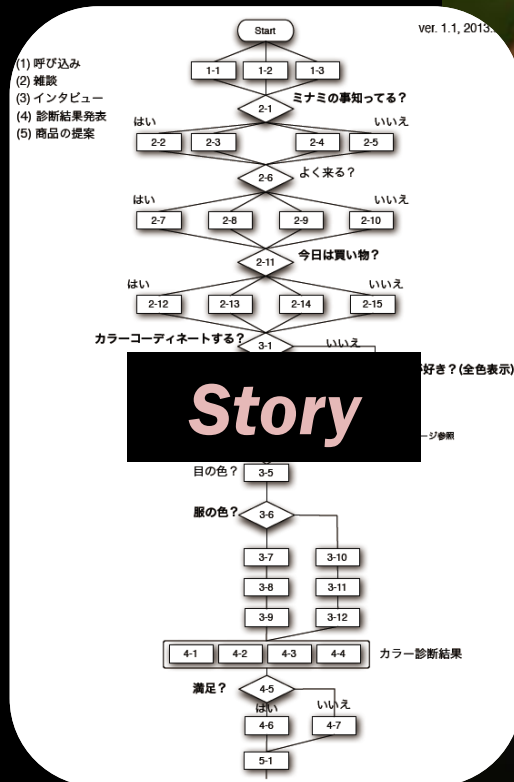 Start
ver. 1.1, 2013.
(1) 呼び込み
(2) 雑談
(3) インタビュー
(4) 診断結果発表
(5) 商品の提案
1-1 1-2 1-3
ミナミの事知ってる？
2-1
はい いいえ
2-2 2-3 2-4 2-5
よく来る？
2-6
はい いいえ
2-7 2-8 2-9 2-10
今日は買い物？
2-11
はい いいえ
2-12 2-13 2-14 2-15
カラーコーディネートする？
3-1 いいえ
好き？(全色表示)
Story
ージ参照
目の色？ 3-5
服の色？ 3-6
3-7 3-10
3-8 3-11
3-9 3-12
4-1 4-2 4-3 4-4 カラー診断結果
満足？ 4-5
はい いいえ
4-6 4-7
5-1